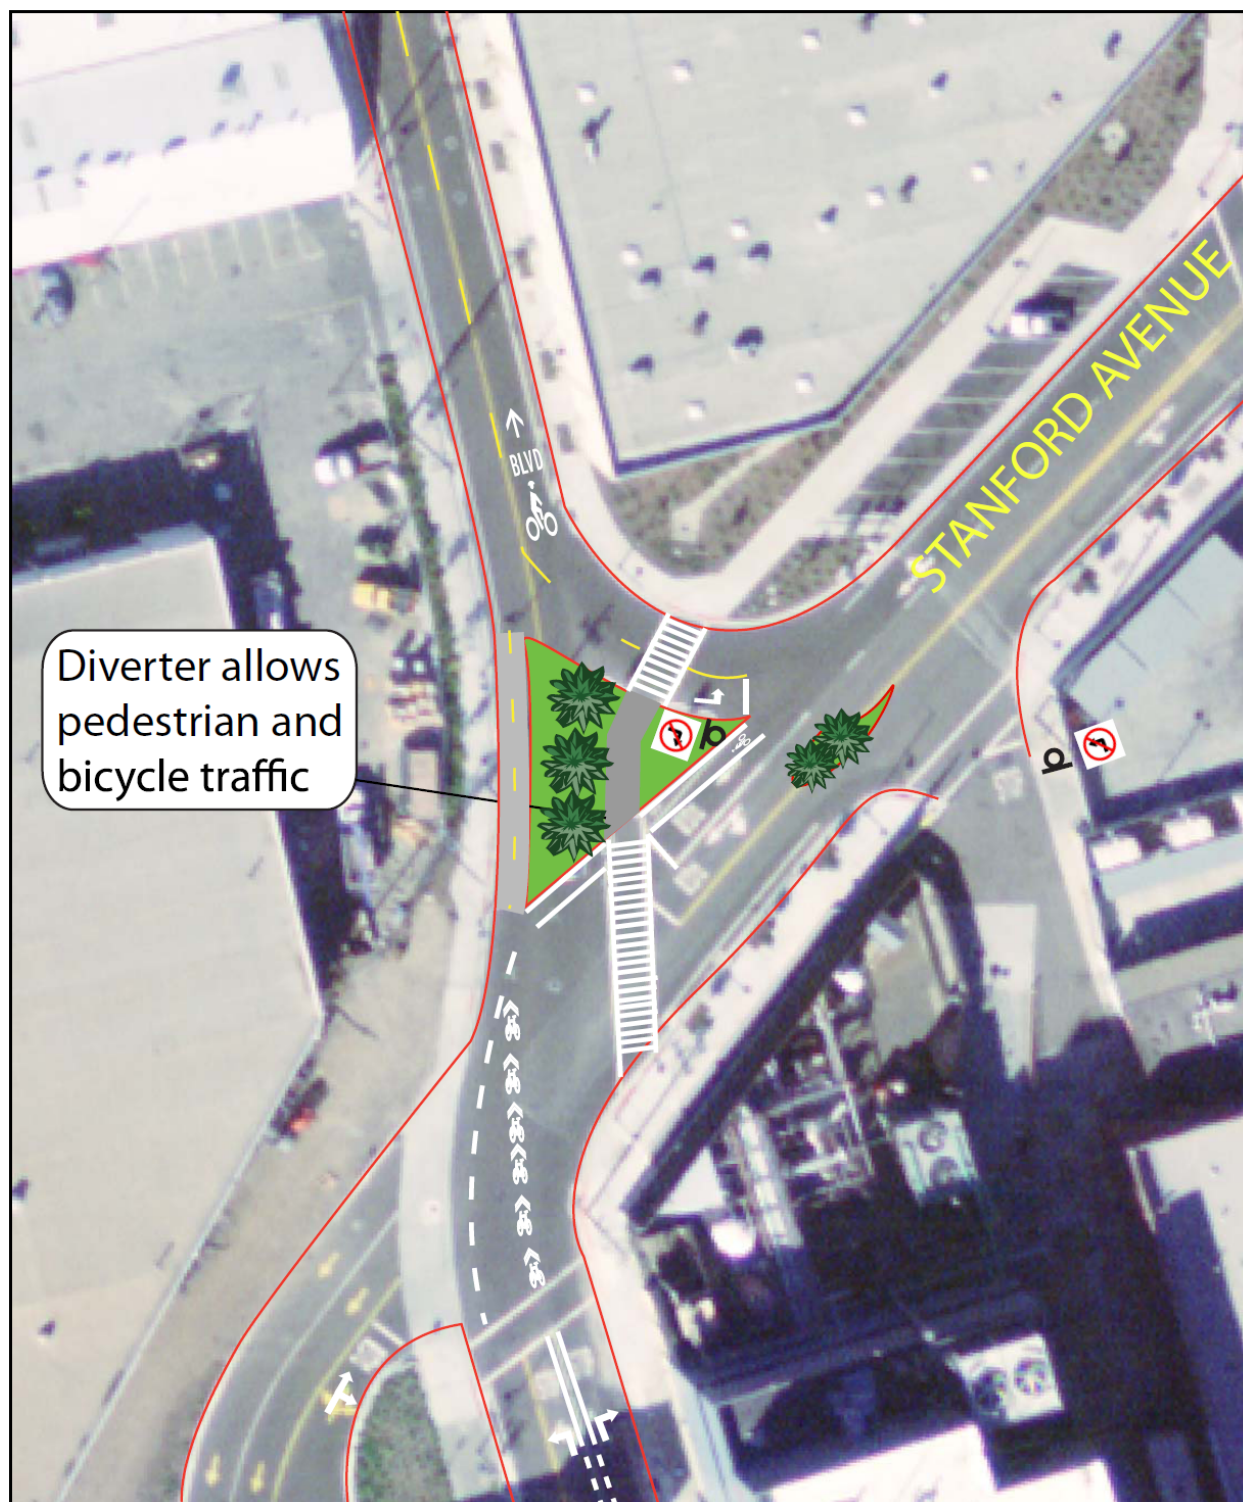 BLVD
STANFORD AVENUE
Diverter allows
pedestrian and
bicycle traffic